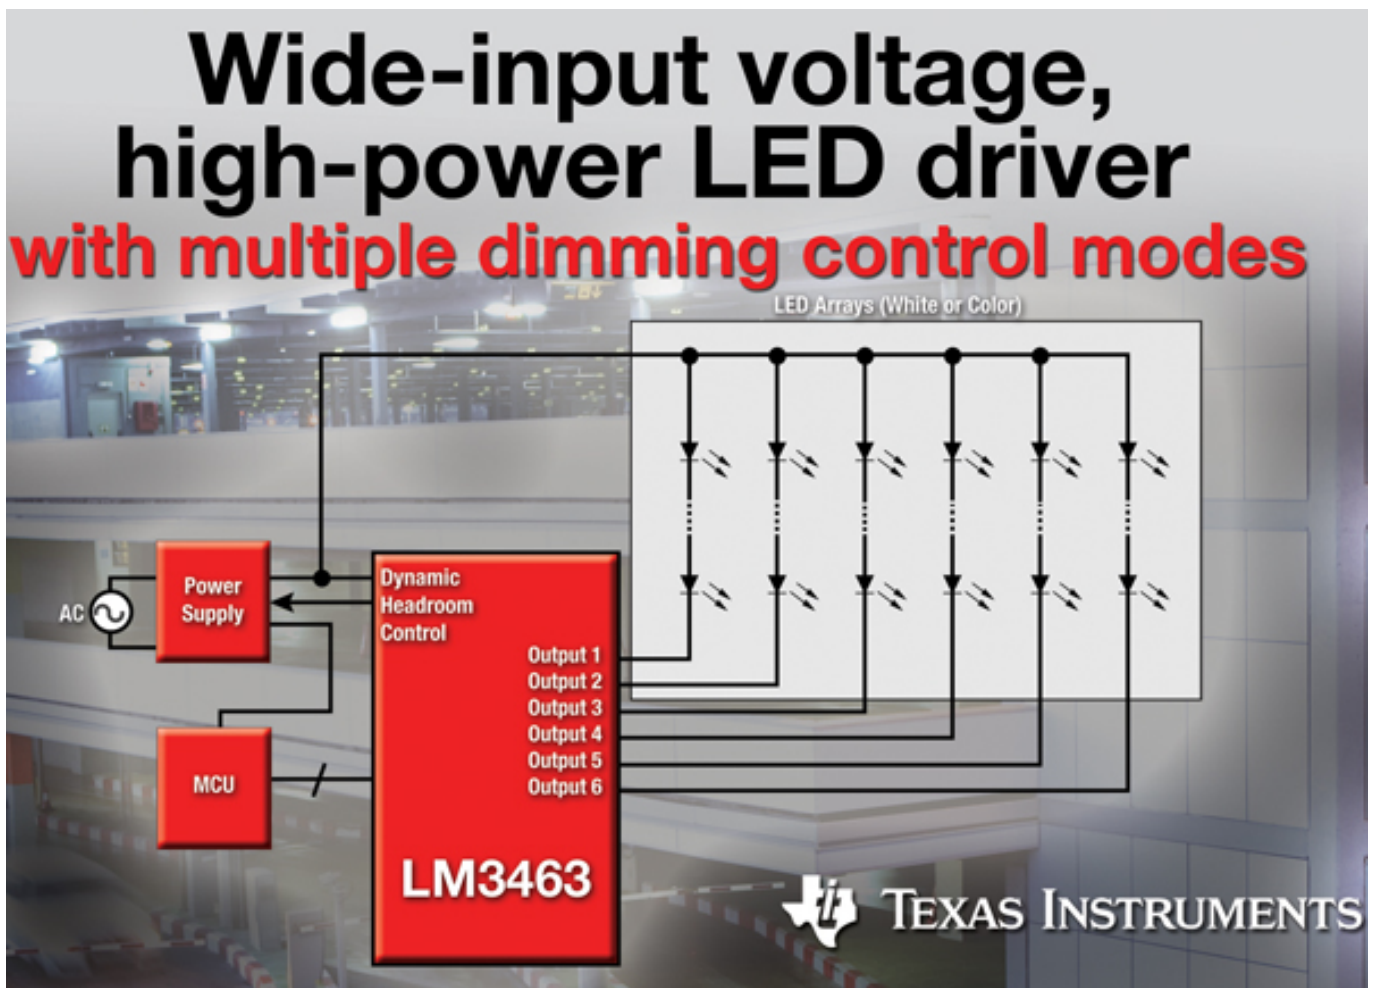 Wide-input voltage,
high-power LED driver
with multiple dimming control modes
LED Arrays (White or Color)
Power
Supply
AC
Dynamic
Headroom
Control
Output 1
Output 2
Output 3
Output 4
Output 5
Output 6
MCU
LM3463
TEXAS INSTRUMENTS